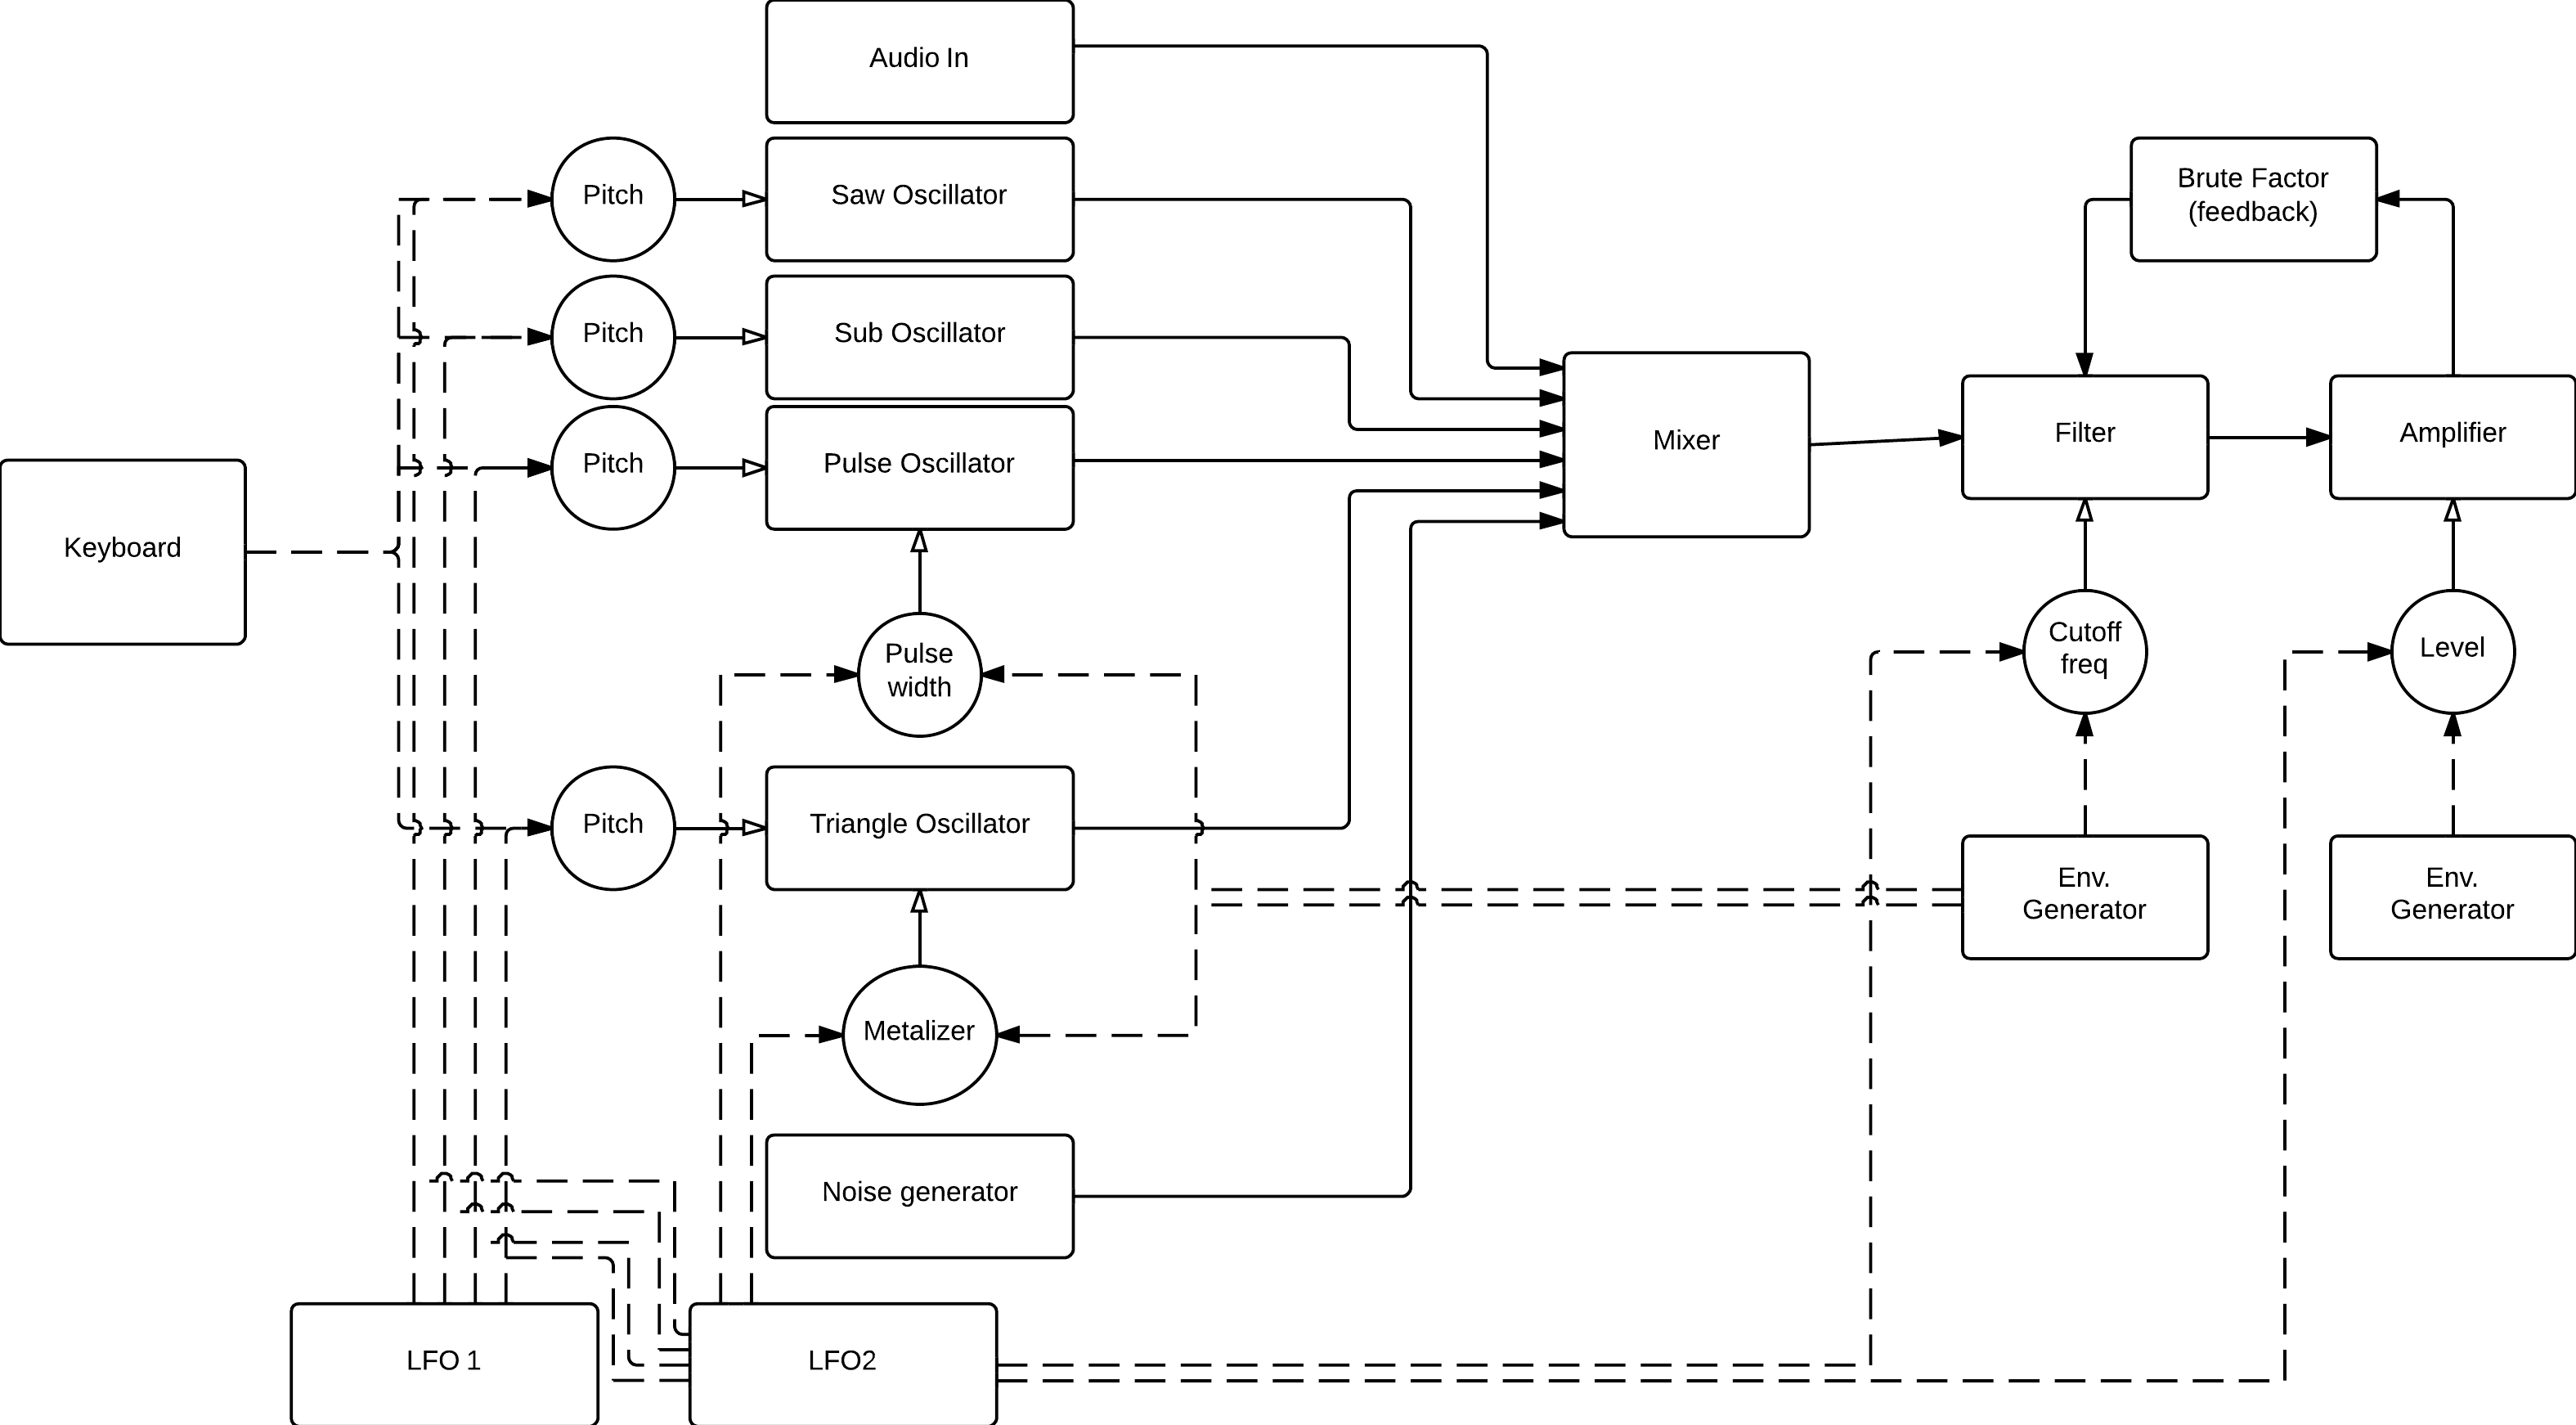 Audio In
Pitch
Saw Oscillator
Brute Factor
(feedback)
Pitch
Sub Oscillator
Pitch
Pulse Oscillator
Mixer
Filter
Amplifier
Keyboard
Pulse
width
Cutoff
freq
Level
Pitch
Triangle Oscillator
Env.
Generator
Env.
Generator
Metalizer
Noise generator
LFO 1
LFO2